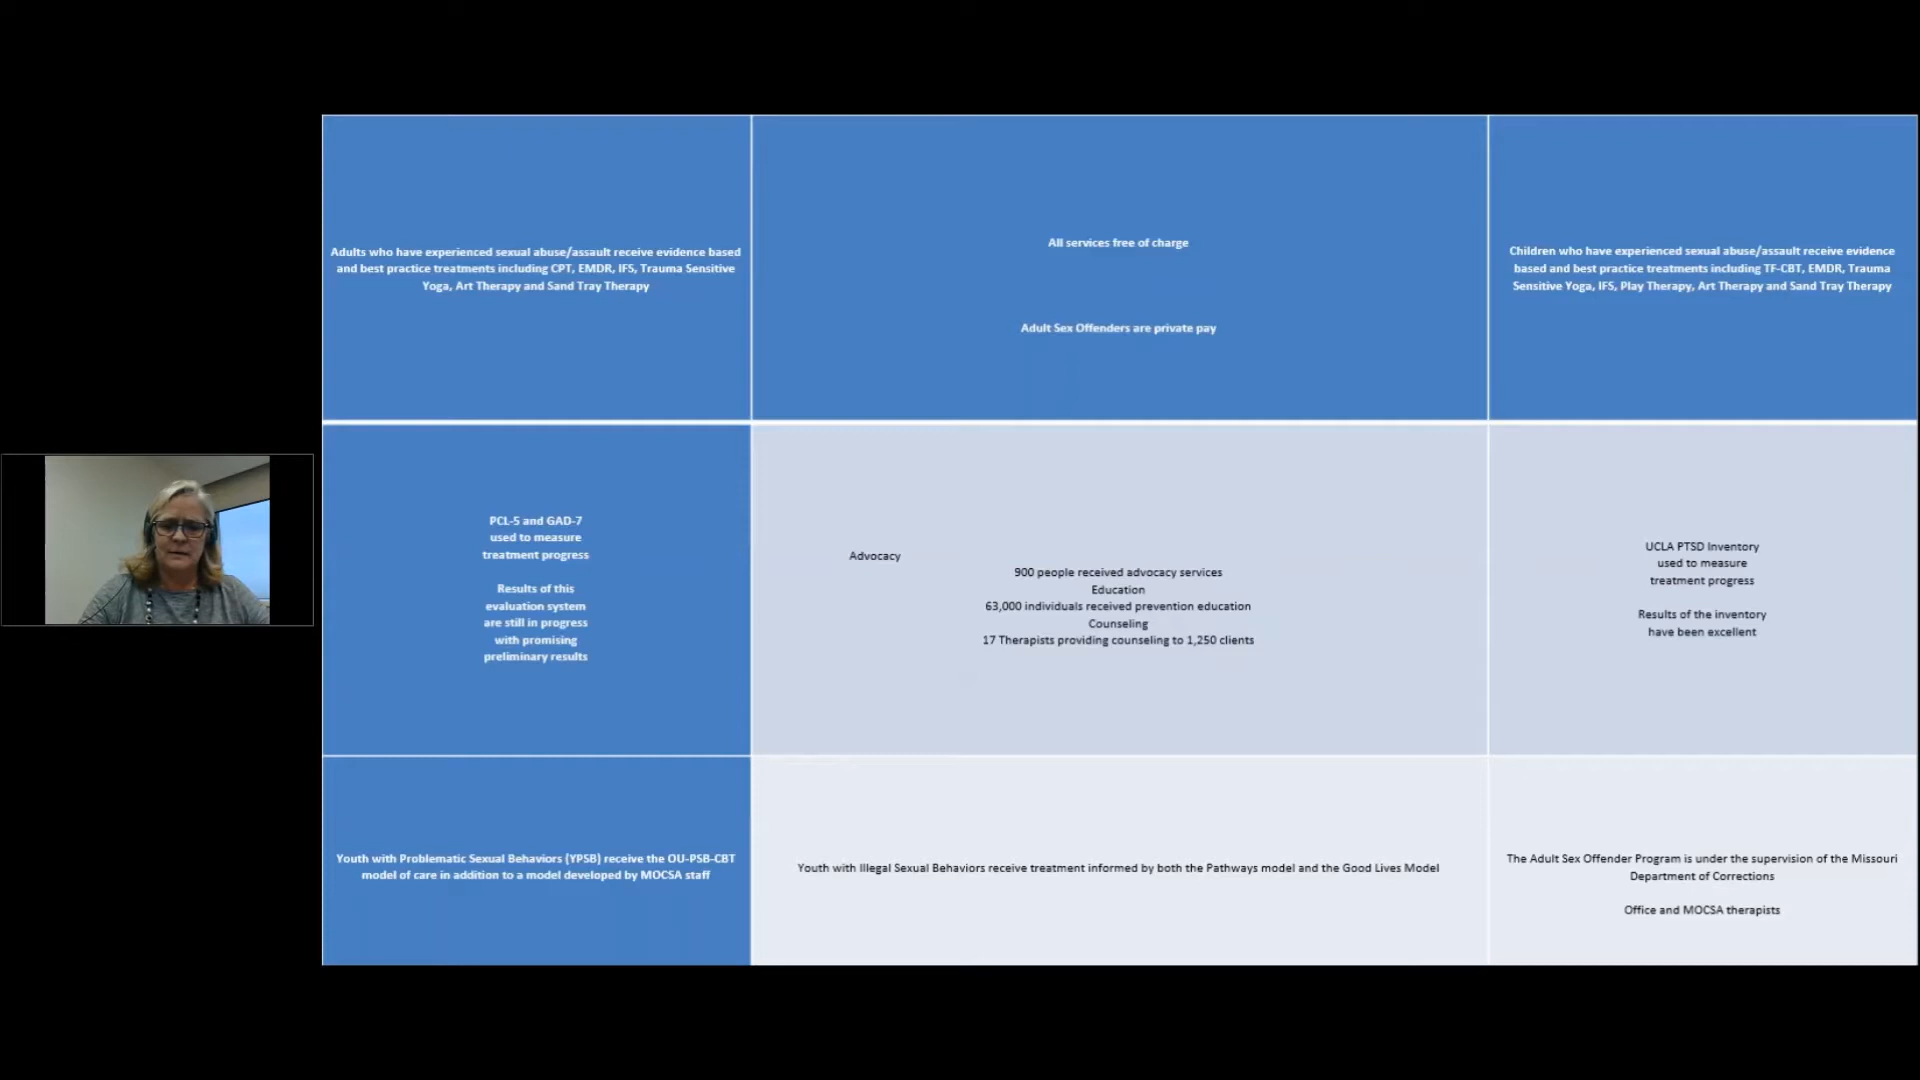 Adults who have experienced sexual abuse/assault receive evidence based
and best practice treatments including CPT, EMDR, IFS, Trauma Sensitive
Yoga, Art Therapy and Sand Tray Therapy
All services free of charge
Adult Sex Offenders are private pay
Children who have experienced sexual abuse/assault receive evidence
based and best practice treatments including TF-CBT, EMDR, Trauma
Sensitive Yoga, IFS, Play Therapy, Art Therapy and Sand Tray Therapy
PCL-5 and GAD-7
used to measure
treatment progress
Results of this
evaluation system
are still in progress
with promising
preliminary results
Advocacy
900 people received advocacy services
Education
63,000 individuals received prevention education
Counseling
17 Therapists providing counseling to 1,250 clients
UCLA PTSD Inventory
used to measure
treatment progress
Results of the inventory
have been excellent
Youth with Problematic Sexual Behaviors (YPSB) receive the OU-PSB-CBT
model of care in addition to a model developed by MOCSA staff
Youth with Illegal Sexual Behaviors receive treatment informed by both the Pathways model and the Good Lives Model
The Adult Sex Offender Program is under the supervision of the Missouri
Department of Corrections
Office and MOCSA therapists